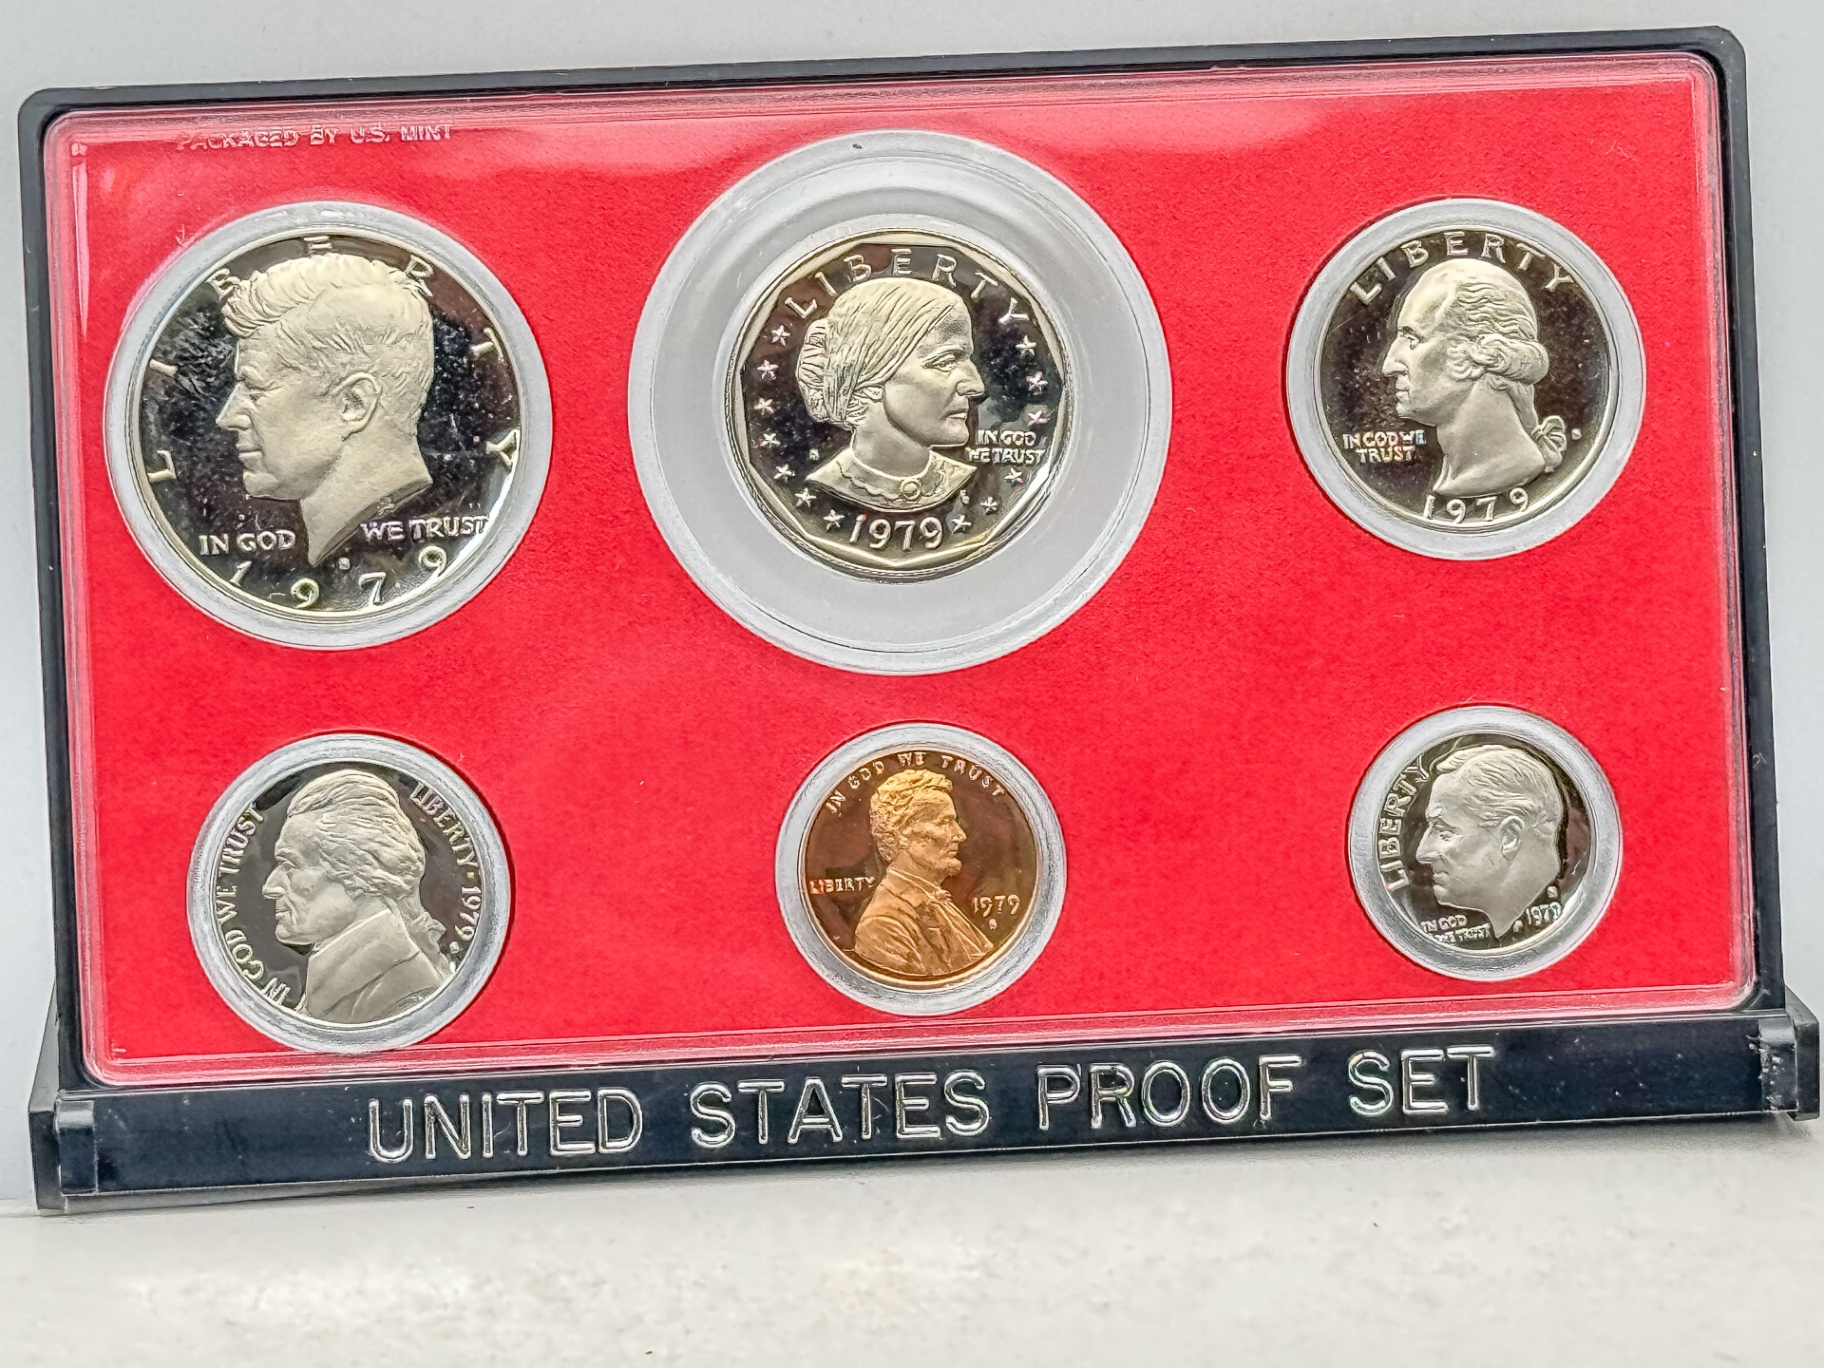 PACKAGED BY U.S. MINT
LIBERTY
IN GOD WE TRUST
S
1979
LIBERTY
IN GOD
WE TRUST
S
1979
LIBERTY
IN GOD WE
TRUST
S
1979
IN GOD WE TRUST
LIBERTY · 1979
S
IN GOD WE TRUST
LIBERTY
1979
S
LIBERTY
IN GOD
WE TRUST
S
1979
UNITED STATES PROOF SET